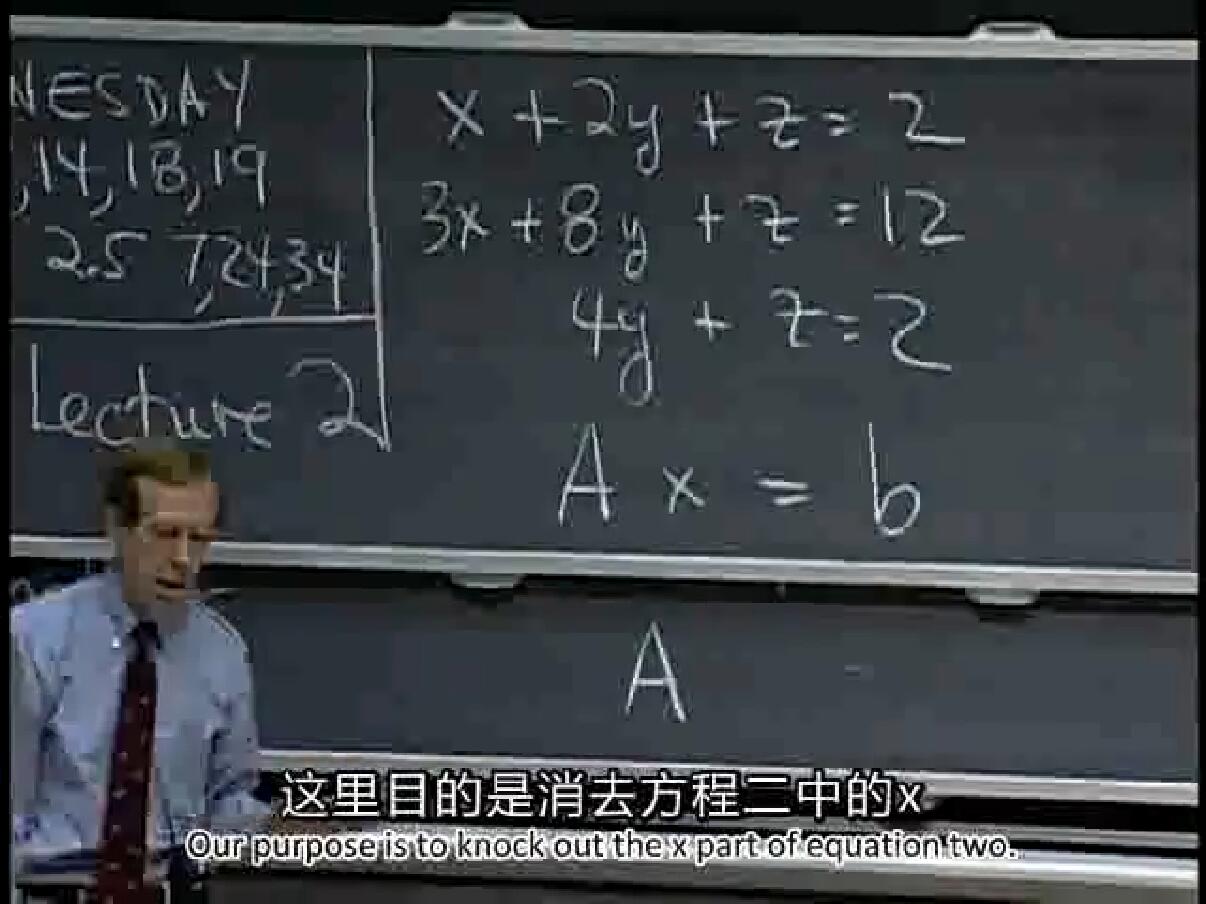 NESDAY
,14,18,19
2.5 7,24,34
Lecture 2
x + 2y + z = 2
3x + 8y + z = 12
4y + z = 2
A x = b
A
这里目的是消去方程二中的x
Our purpose is to knock out the x part of equation two.